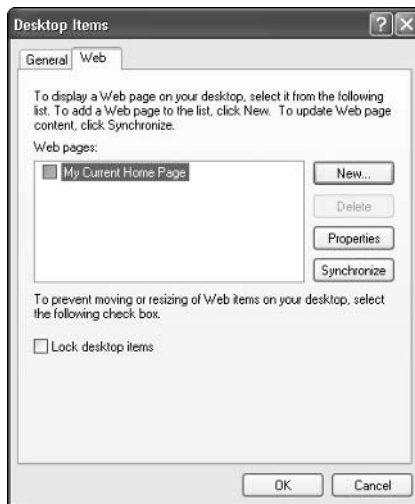 Desktop Items
General Web
To display a Web page on your desktop, select it from the following
list. To add a Web page to the list, click New. To update Web page
content, click Synchronize.
Web pages:
My Current Home Page
New...
Delete
Properties
Synchronize
To prevent moving or resizing of Web items on your desktop, select
the following check box.
Lock desktop items
OK Cancel